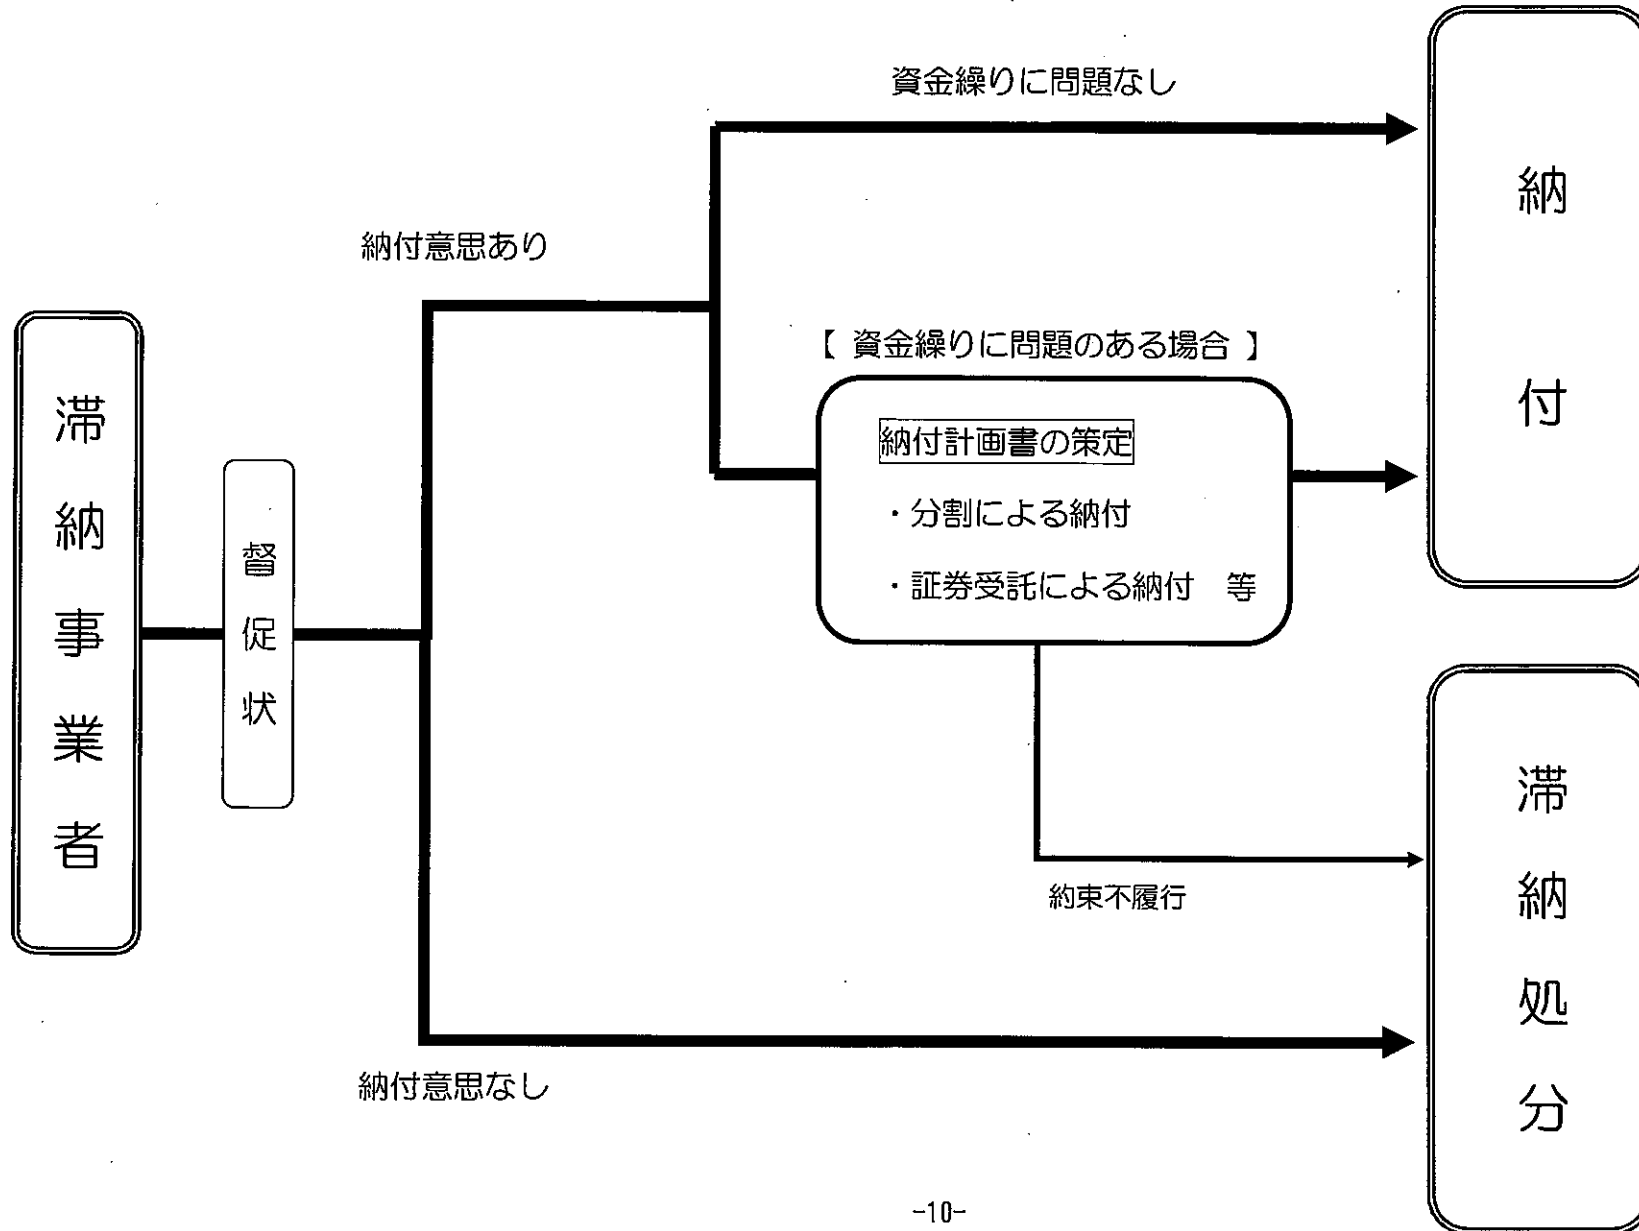 滞納事業者
督促状
納付意思あり
資金繰りに問題なし
【 資金繰りに問題のある場合 】
納付計画書の策定
・分割による納付
・証券受託による納付　等
納付
約束不履行
納付意思なし
滞納処分
-10-